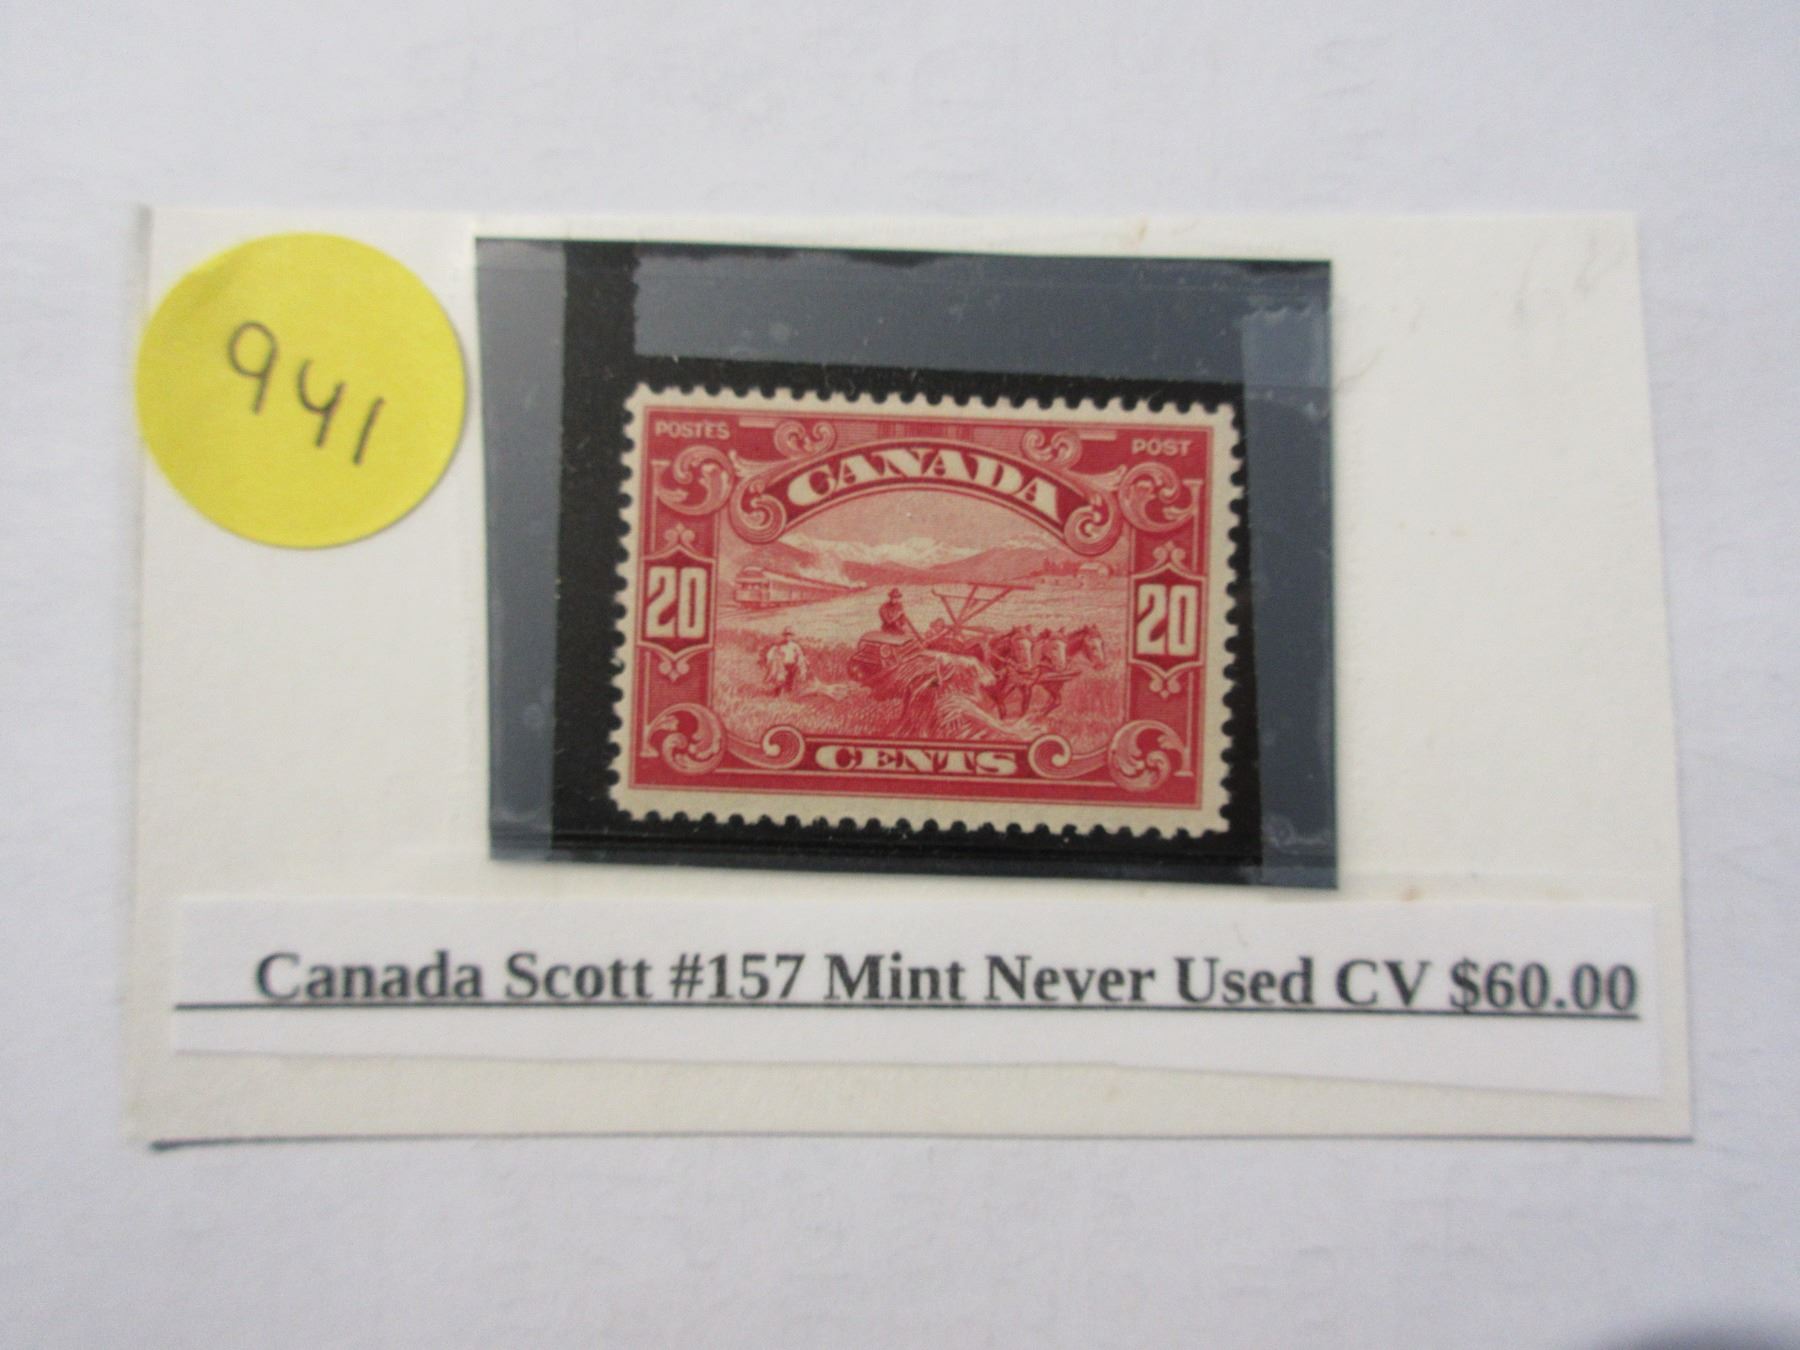 941
POSTES
POST
CANADA
20
20
CENTS
Canada Scott #157 Mint Never Used CV $60.00